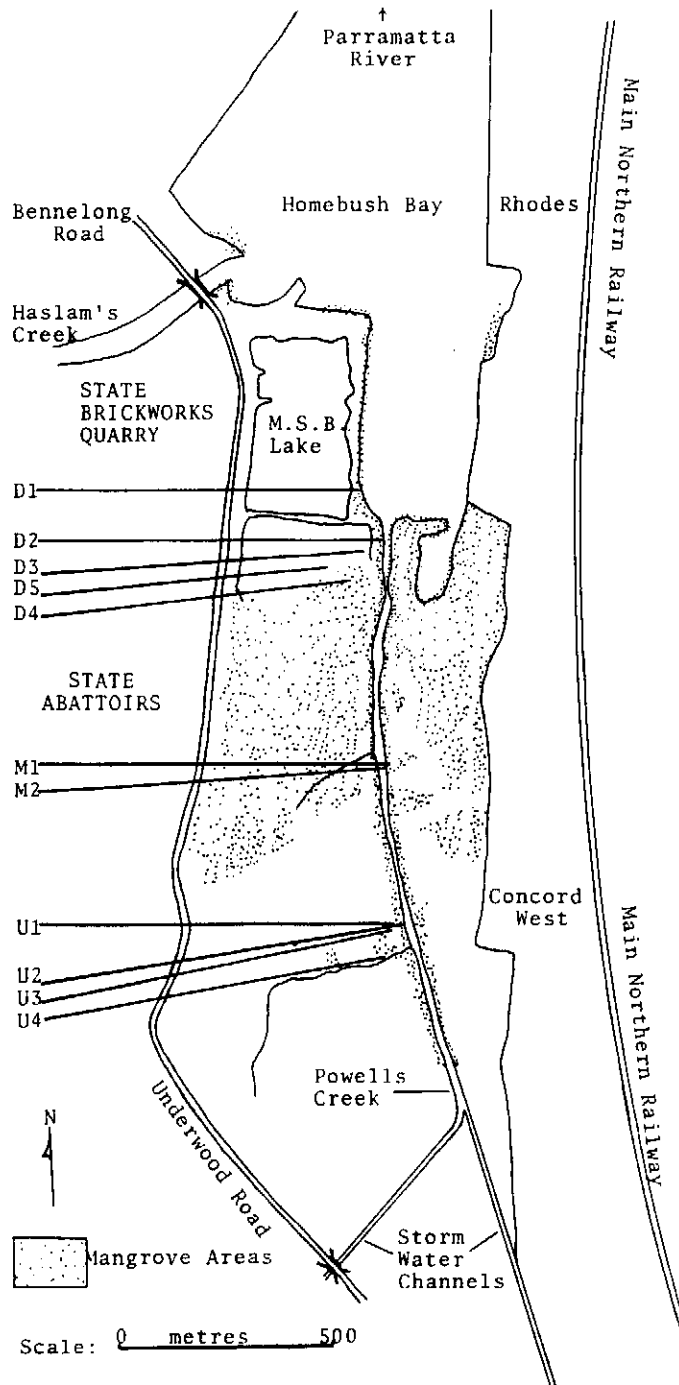 ↑
Parramatta
River
Main Northern Railway
Bennelong
Road
Homebush Bay
Rhodes
Haslam's
Creek
STATE
BRICKWORKS
QUARRY
M.S.B.
Lake
D1
D2
D3
D5
D4
STATE
ABATTOIRS
M1
M2
U1
U2
U3
U4
Concord
West
Main Northern Railway
Powells
Creek
Underwood Road
N
Storm
Water
Channels
Mangrove Areas
Scale: 0 metres 500